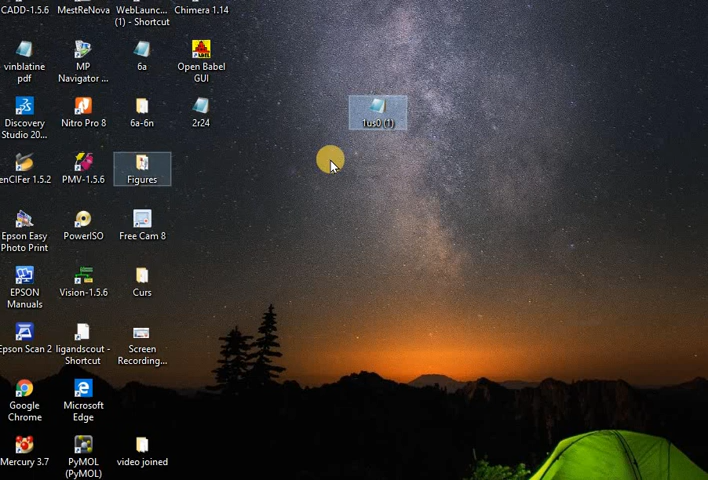 CADD-1.5.6
MestReNova
WebLaunc...
(1) - Shortcut
Chimera 1.14
vinblatine
pdf
MP
Navigator ...
6a
Open Babel
GUI
Discovery
Studio 20...
Nitro Pro 8
6a-6n
2r24
1us0 (1)
enCIFer 1.5.2
PMV-1.5.6
Figures
Epson Easy
Photo Print
PowerISO
Free Cam 8
EPSON
Manuals
Vision-1.5.6
Curs
Epson Scan 2
ligandscout -
Shortcut
Screen
Recording...
Google
Chrome
Microsoft
Edge
Mercury 3.7
PyMOL
(PyMOL)
video joined